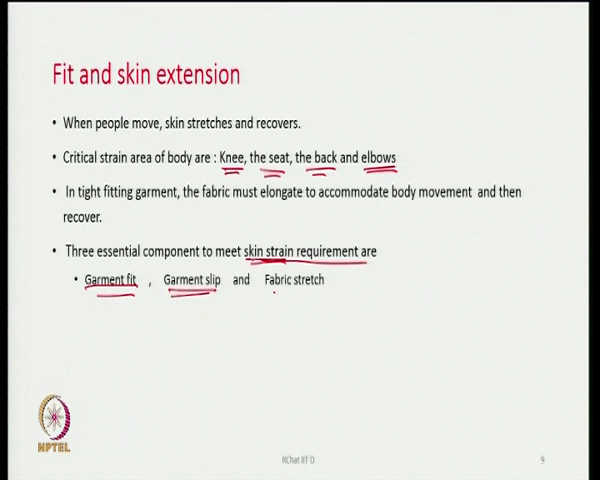 Fit and skin extension
• When people move, skin stretches and recovers.
• Critical strain area of body are : Knee, the seat, the back and elbows
• In tight fitting garment, the fabric must elongate to accommodate body movement and then
recover.
• Three essential component to meet skin strain requirement are
• Garment fit , Garment slip and Fabric stretch
NPTEL
RChat IIT D
9